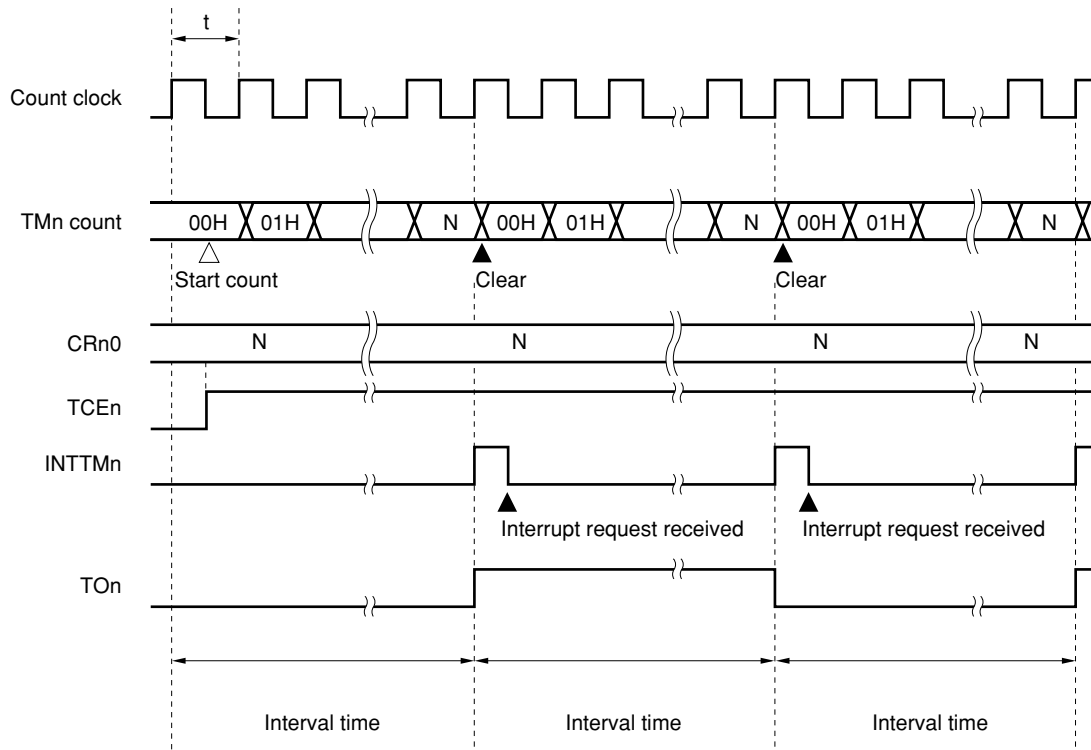 t
Count clock
TMn count 00H 01H N 00H 01H N 00H 01H N
Start count Clear Clear
CRn0 N N N N
TCEn
INTTMn
Interrupt request received Interrupt request received
TOn
Interval time Interval time Interval time